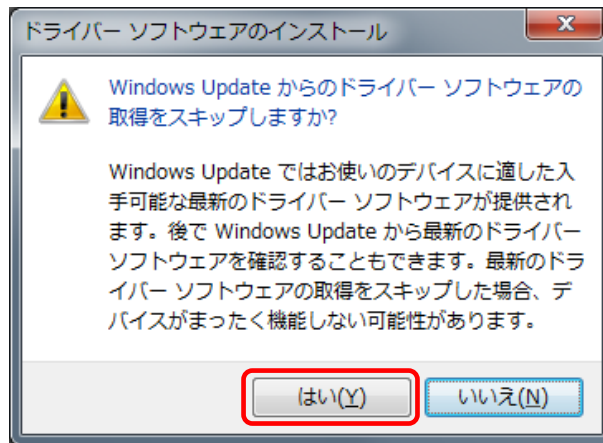 ドライバー ソフトウェアのインストール
Windows Update からのドライバー ソフトウェアの
取得をスキップしますか?
Windows Update ではお使いのデバイスに適した入
手可能な最新のドライバー ソフトウェアが提供され
ます。後で Windows Update から最新のドライバー
ソフトウェアを確認することもできます。最新のドラ
イバー ソフトウェアの取得をスキップした場合、デ
バイスがまったく機能しない可能性があります。
はい(Y) いいえ(N)